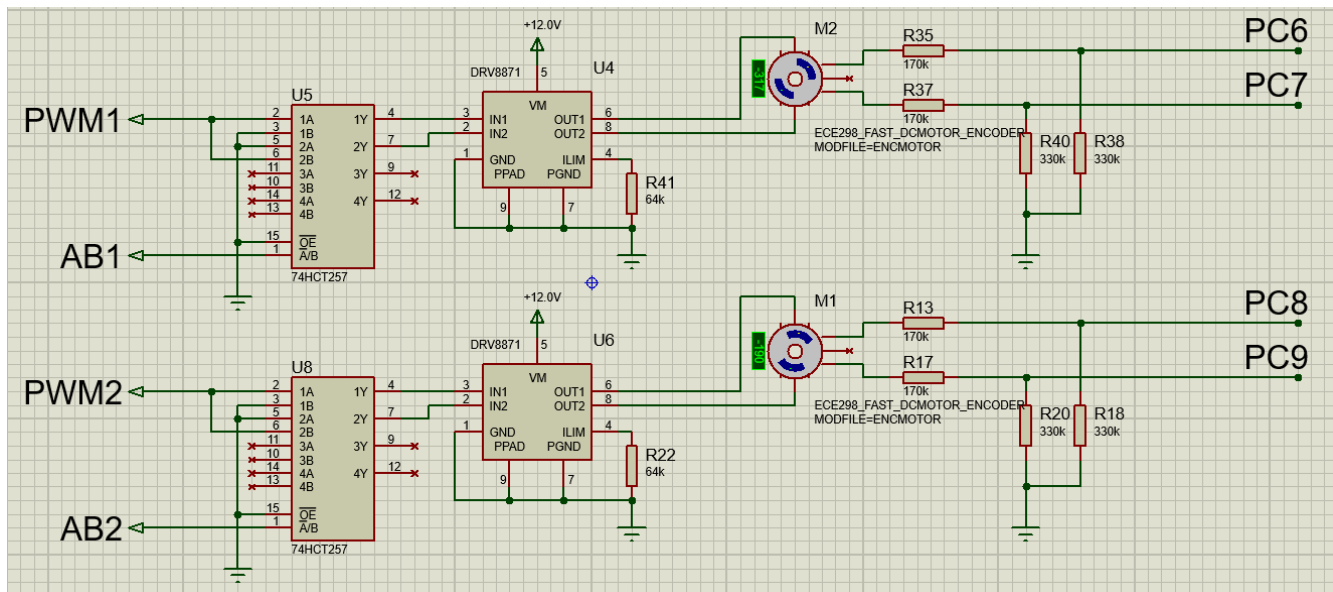 +12.0V
M2
R35
PC6
170k
DRV8871
5
U4
U5
VM
-317
R37
PC7
170k
PWM1
2
1A
1Y
4
3
IN1
OUT1
6
3
1B
5
2A
2Y
7
2
IN2
OUT2
8
ECE298_FAST_DCMOTOR_ENCODER
MODFILE=ENCMOTOR
6
2B
1
GND
ILIM
4
R40
330k
R38
330k
11
3A
3Y
9
PPAD
PGND
10
3B
R41
64k
14
4A
4Y
12
13
4B
9
7
15
OE
AB1
1
A/B
74HCT257
+12.0V
M1
R13
PC8
170k
DRV8871
5
U6
U8
VM
-190
R17
PC9
170k
PWM2
2
1A
1Y
4
3
IN1
OUT1
6
3
1B
5
2A
2Y
7
2
IN2
OUT2
8
ECE298_FAST_DCMOTOR_ENCODER
MODFILE=ENCMOTOR
6
2B
1
GND
ILIM
4
R20
330k
R18
330k
11
3A
3Y
9
PPAD
PGND
10
3B
R22
64k
14
4A
4Y
12
13
4B
9
7
15
OE
AB2
1
A/B
74HCT257